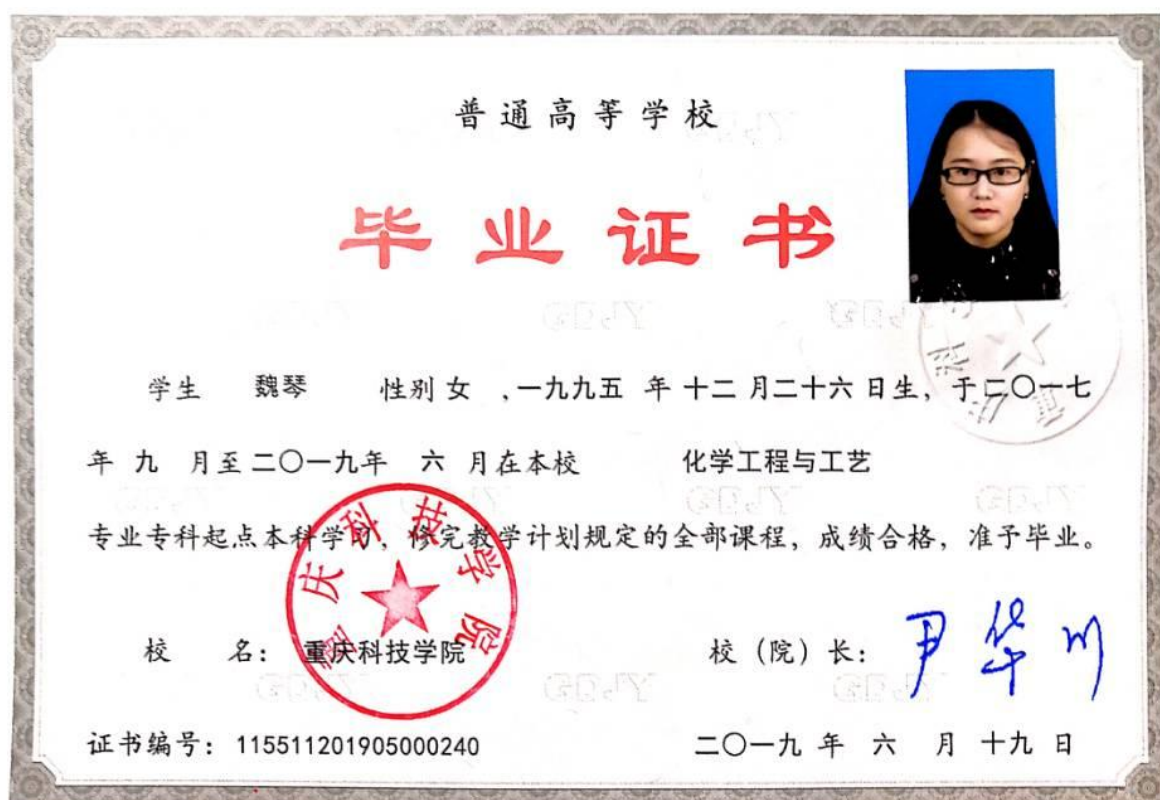 普通高等学校
毕业证书
学生 魏琴 性别 女 ,一九九五 年 十二 月二十六 日生, 于二〇一七
年 九 月至二〇一九年 六 月在本校 化学工程与工艺
专业专科起点本科学习, 修完教学计划规定的全部课程, 成绩合格, 准予毕业。
重庆科技学院
校 名: 重庆科技学院 校(院)长: 尹华川
证书编号: 115511201905000240 二〇一九 年 六 月 十九 日